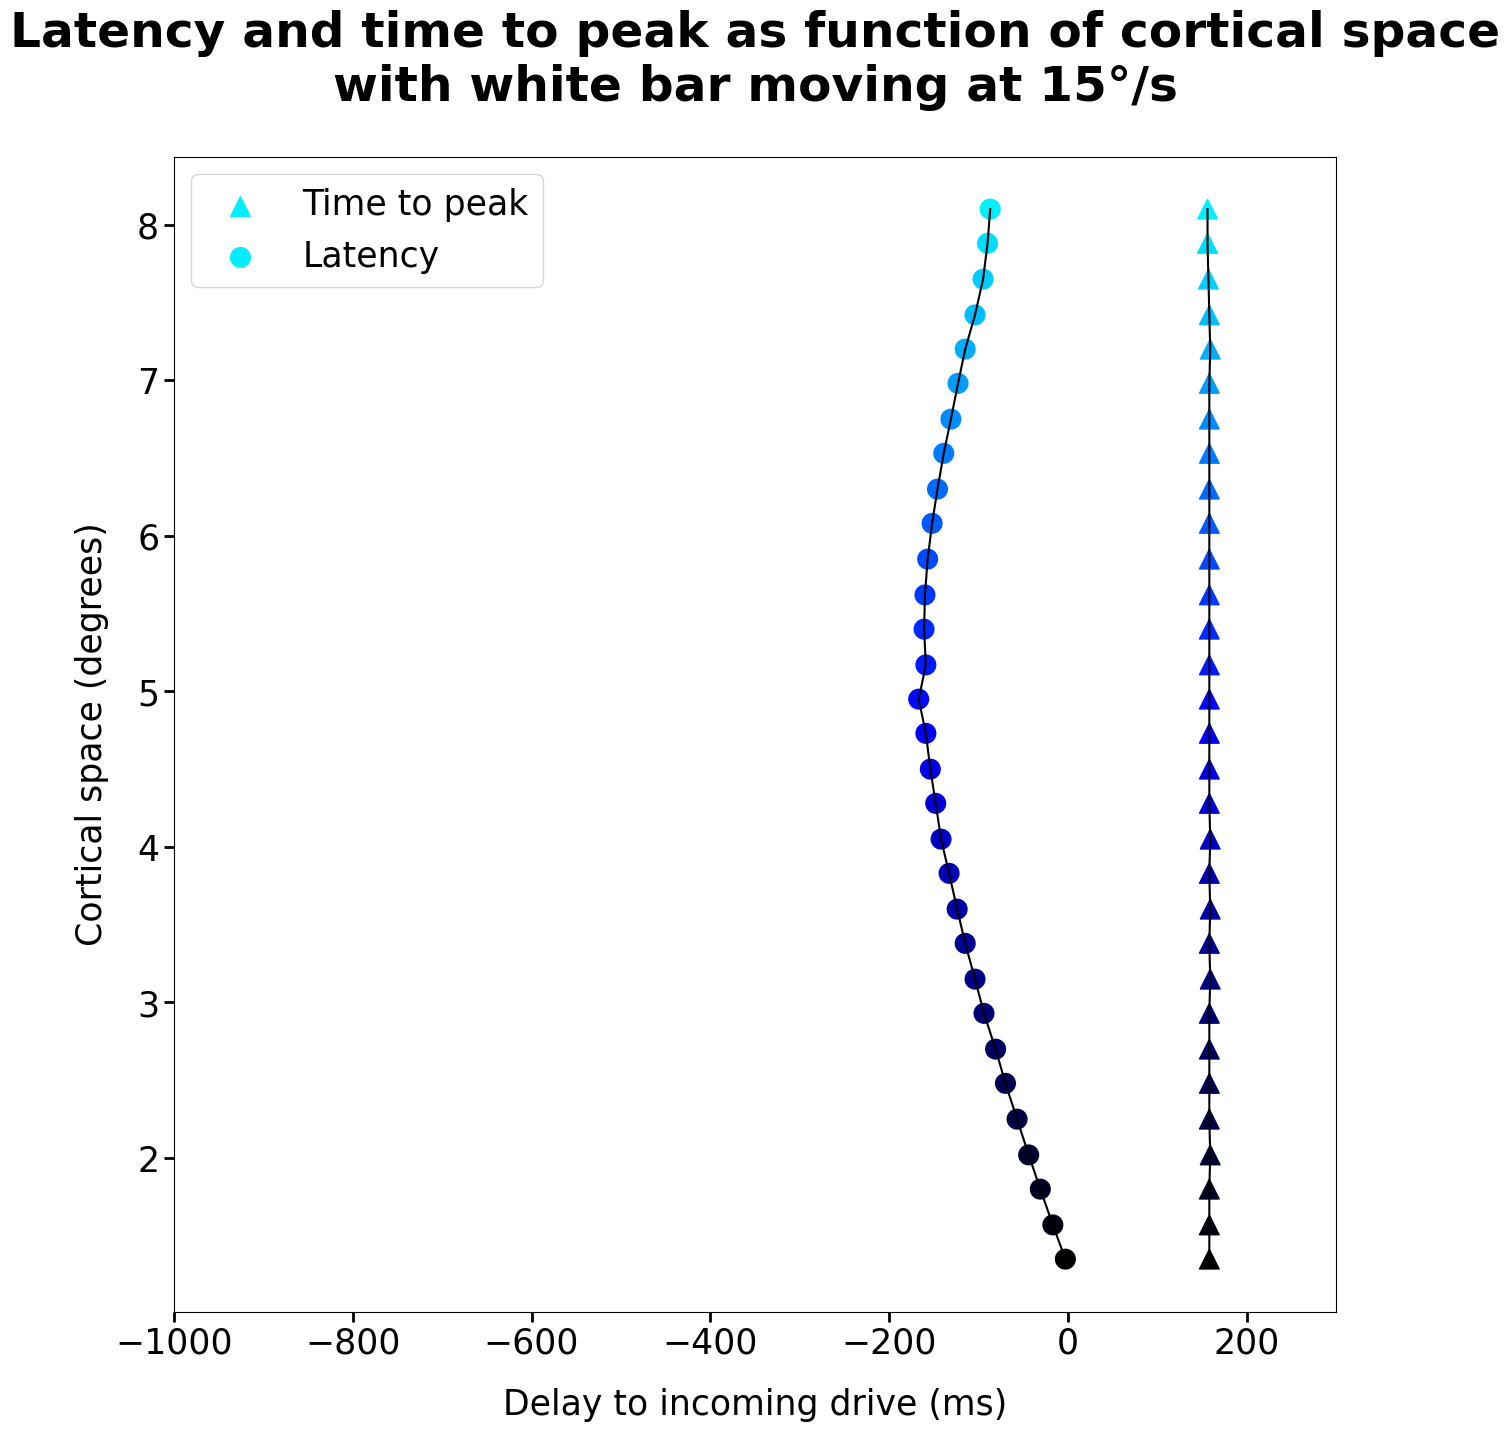 Latency and time to peak as function of cortical space
with white bar moving at 15°/s
Time to peak
Latency
8
7
6
5
4
3
2
Cortical space (degrees)
−1000
−800
−600
−400
−200
0
200
Delay to incoming drive (ms)